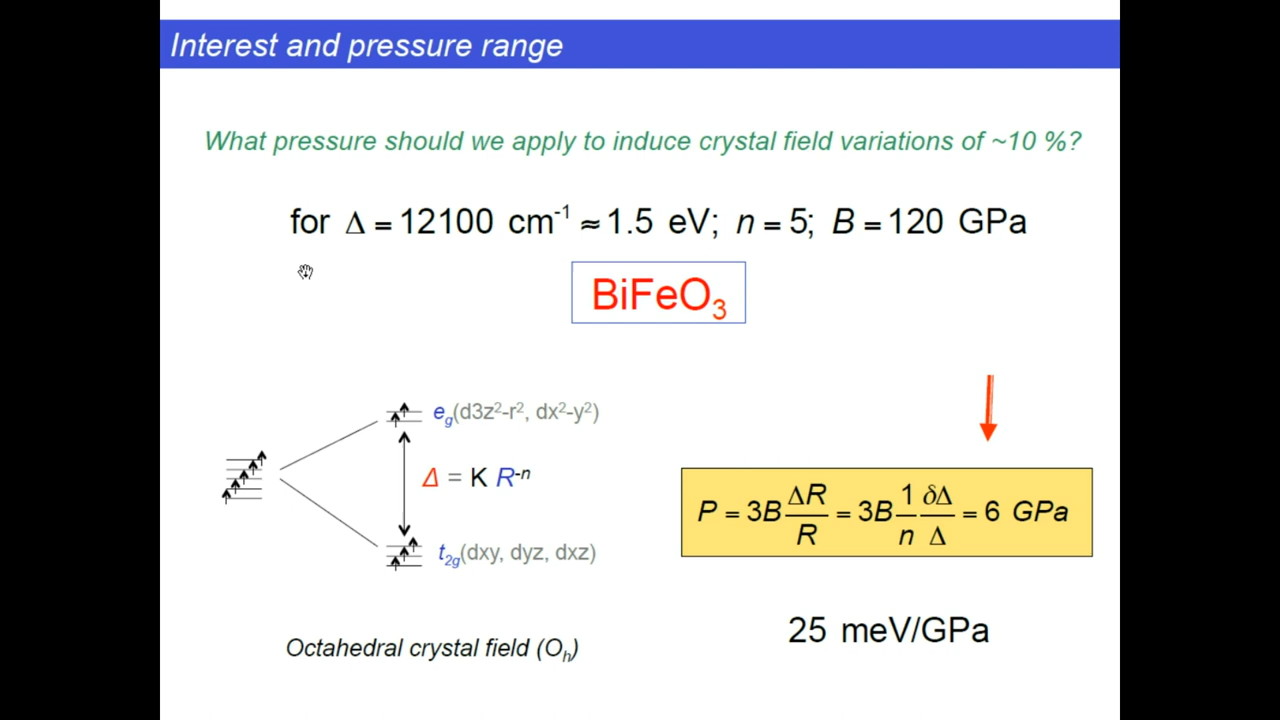 Interest and pressure range
What pressure should we apply to induce crystal field variations of ~10 %?
for Δ = 12100 cm⁻¹ ≈ 1.5 eV; n = 5; B = 120 GPa
BiFeO₃
e_g(d3z²-r², dx²-y²)
Δ = K R⁻ⁿ
t_2g(dxy, dyz, dxz)
Octahedral crystal field (O_h)
P = 3B ΔR/R = 3B 1/n δΔ/Δ = 6 GPa
25 meV/GPa